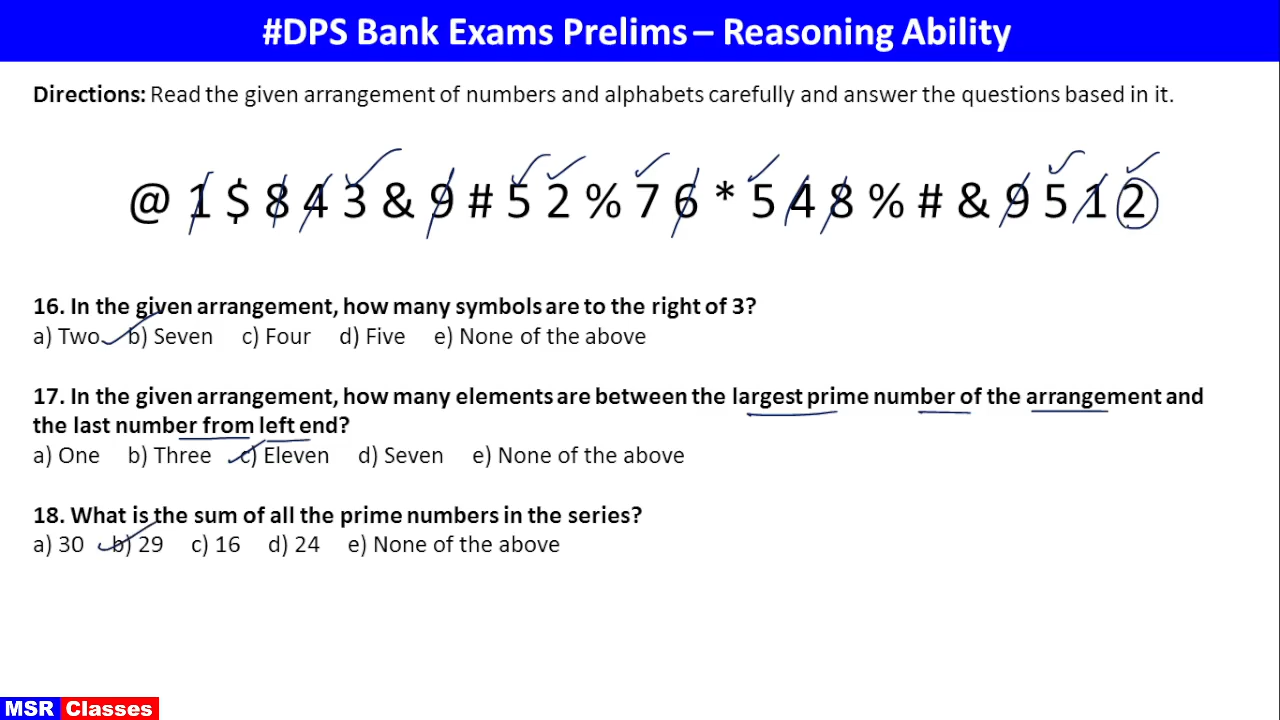 #DPS Bank Exams Prelims – Reasoning Ability
Directions: Read the given arrangement of numbers and alphabets carefully and answer the questions based in it.
@ 1 $ 8 4 3 & 9 # 5 2 % 7 6 * 5 4 8 % # & 9 5 1 2
16. In the given arrangement, how many symbols are to the right of 3?
a) Two b) Seven c) Four d) Five e) None of the above
17. In the given arrangement, how many elements are between the largest prime number of the arrangement and
the last number from left end?
a) One b) Three c) Eleven d) Seven e) None of the above
18. What is the sum of all the prime numbers in the series?
a) 30 b) 29 c) 16 d) 24 e) None of the above
MSR Classes